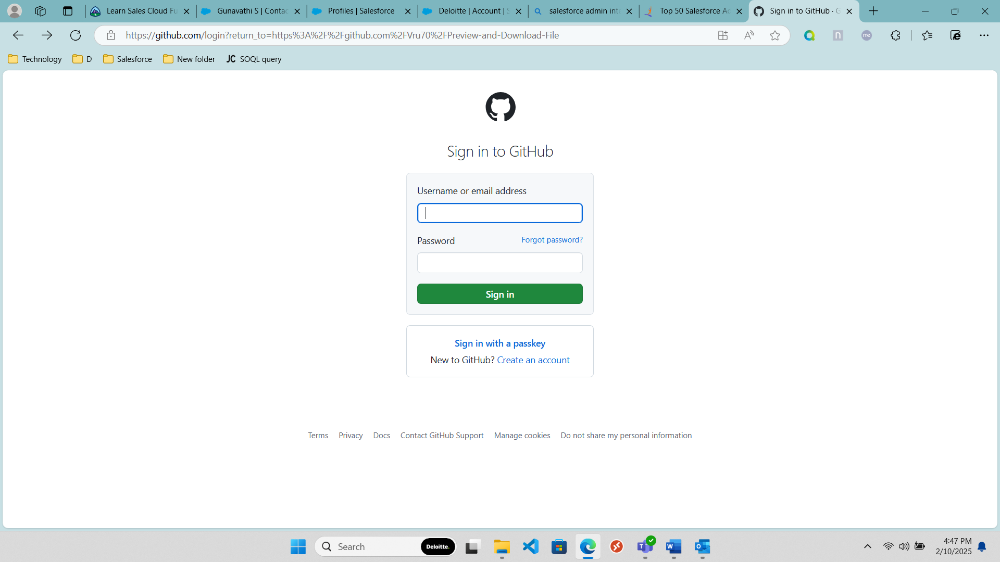 Learn Sales Cloud Fu
Gunavathi S | Contac
Profiles | Salesforce
Deloitte | Account | S
salesforce admin inte
Top 50 Salesforce Ad
Sign in to GitHub · G
https://github.com/login?return_to=https%3A%2F%2Fgithub.com%2FVru70%2FPreview-and-Download-File
Technology
D
Salesforce
New folder
JC SOQL query
Sign in to GitHub
Username or email address
Password Forgot password?
Sign in
Sign in with a passkey
New to GitHub? Create an account
Terms Privacy Docs Contact GitHub Support Manage cookies Do not share my personal information
Search
Deloitte.
4:47 PM
2/10/2025